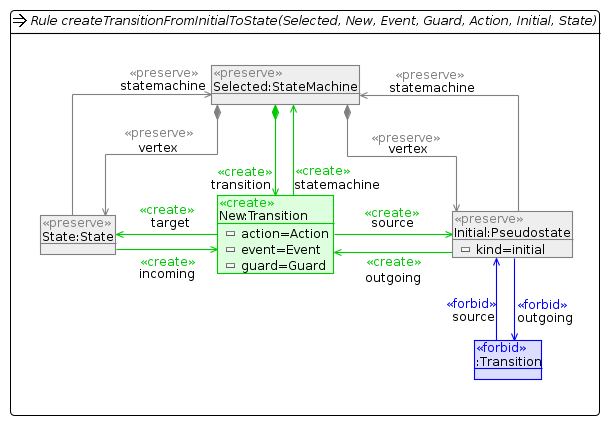 Rule createTransitionFromInitialToState(Selected, New, Event, Guard, Action, Initial, State)
«preserve»
statemachine
«preserve»
Selected:StateMachine
«preserve»
statemachine
«preserve»
vertex
«preserve»
vertex
«create»
transition
«create»
statemachine
«create»
New:Transition
action=Action
event=Event
guard=Guard
«preserve»
State:State
«create»
target
«create»
incoming
«create»
source
«create»
outgoing
«preserve»
Initial:Pseudostate
kind=initial
«forbid»
source
«forbid»
outgoing
«forbid»
:Transition